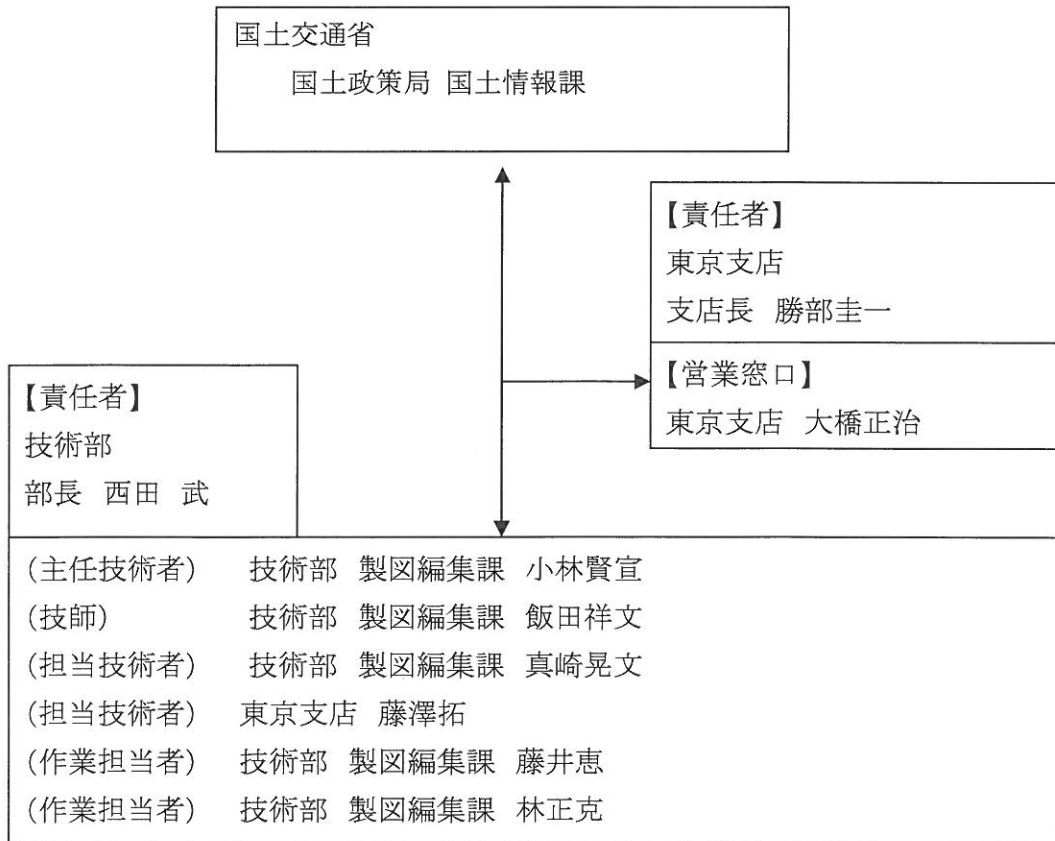 国土交通省
国土政策局 国土情報課
【責任者】
東京支店
支店長 勝部圭一
【営業窓口】
東京支店 大橋正治
【責任者】
技術部
部長 西田 武
(主任技術者) 技術部 製図編集課 小林賢宣
(技師) 技術部 製図編集課 飯田祥文
(担当技術者) 技術部 製図編集課 真崎晃文
(担当技術者) 東京支店 藤澤拓
(作業担当者) 技術部 製図編集課 藤井恵
(作業担当者) 技術部 製図編集課 林正克